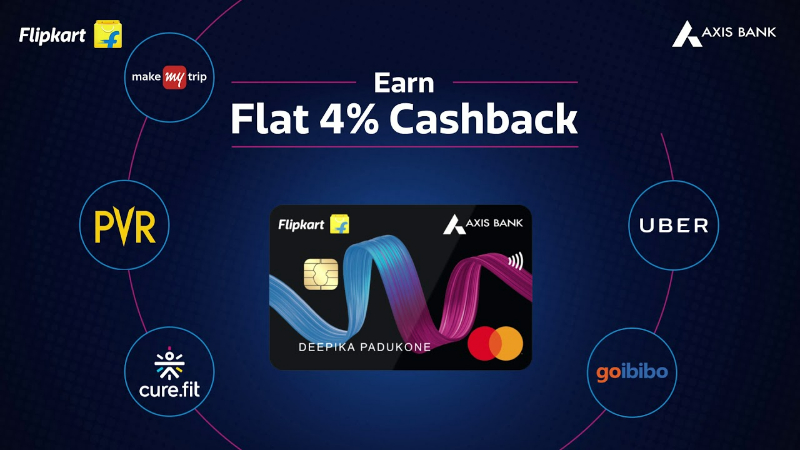 Flipkart
AXIS BANK
make my trip
Earn
Flat 4% Cashback
PVR
UBER
Flipkart
AXIS BANK
DEEPIKA PADUKONE
cure.fit
goibibo